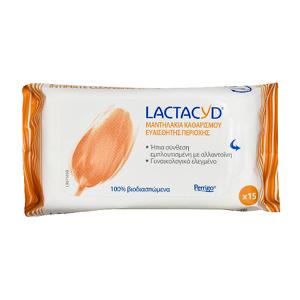 LACTACYD
ΜΑΝΤΗΛΑΚΙΑ ΚΑΘΑΡΙΣΜΟΥ
ΕΥΑΙΣΘΗΤΗΣ ΠΕΡΙΟΧΗΣ
• Ήπια σύνθεση
εμπλουτισμένη με αλλαντοΐνη
• Γυναικολογικά ελεγμένο
100% βιοδιασπώμενα
Perrigo
x15